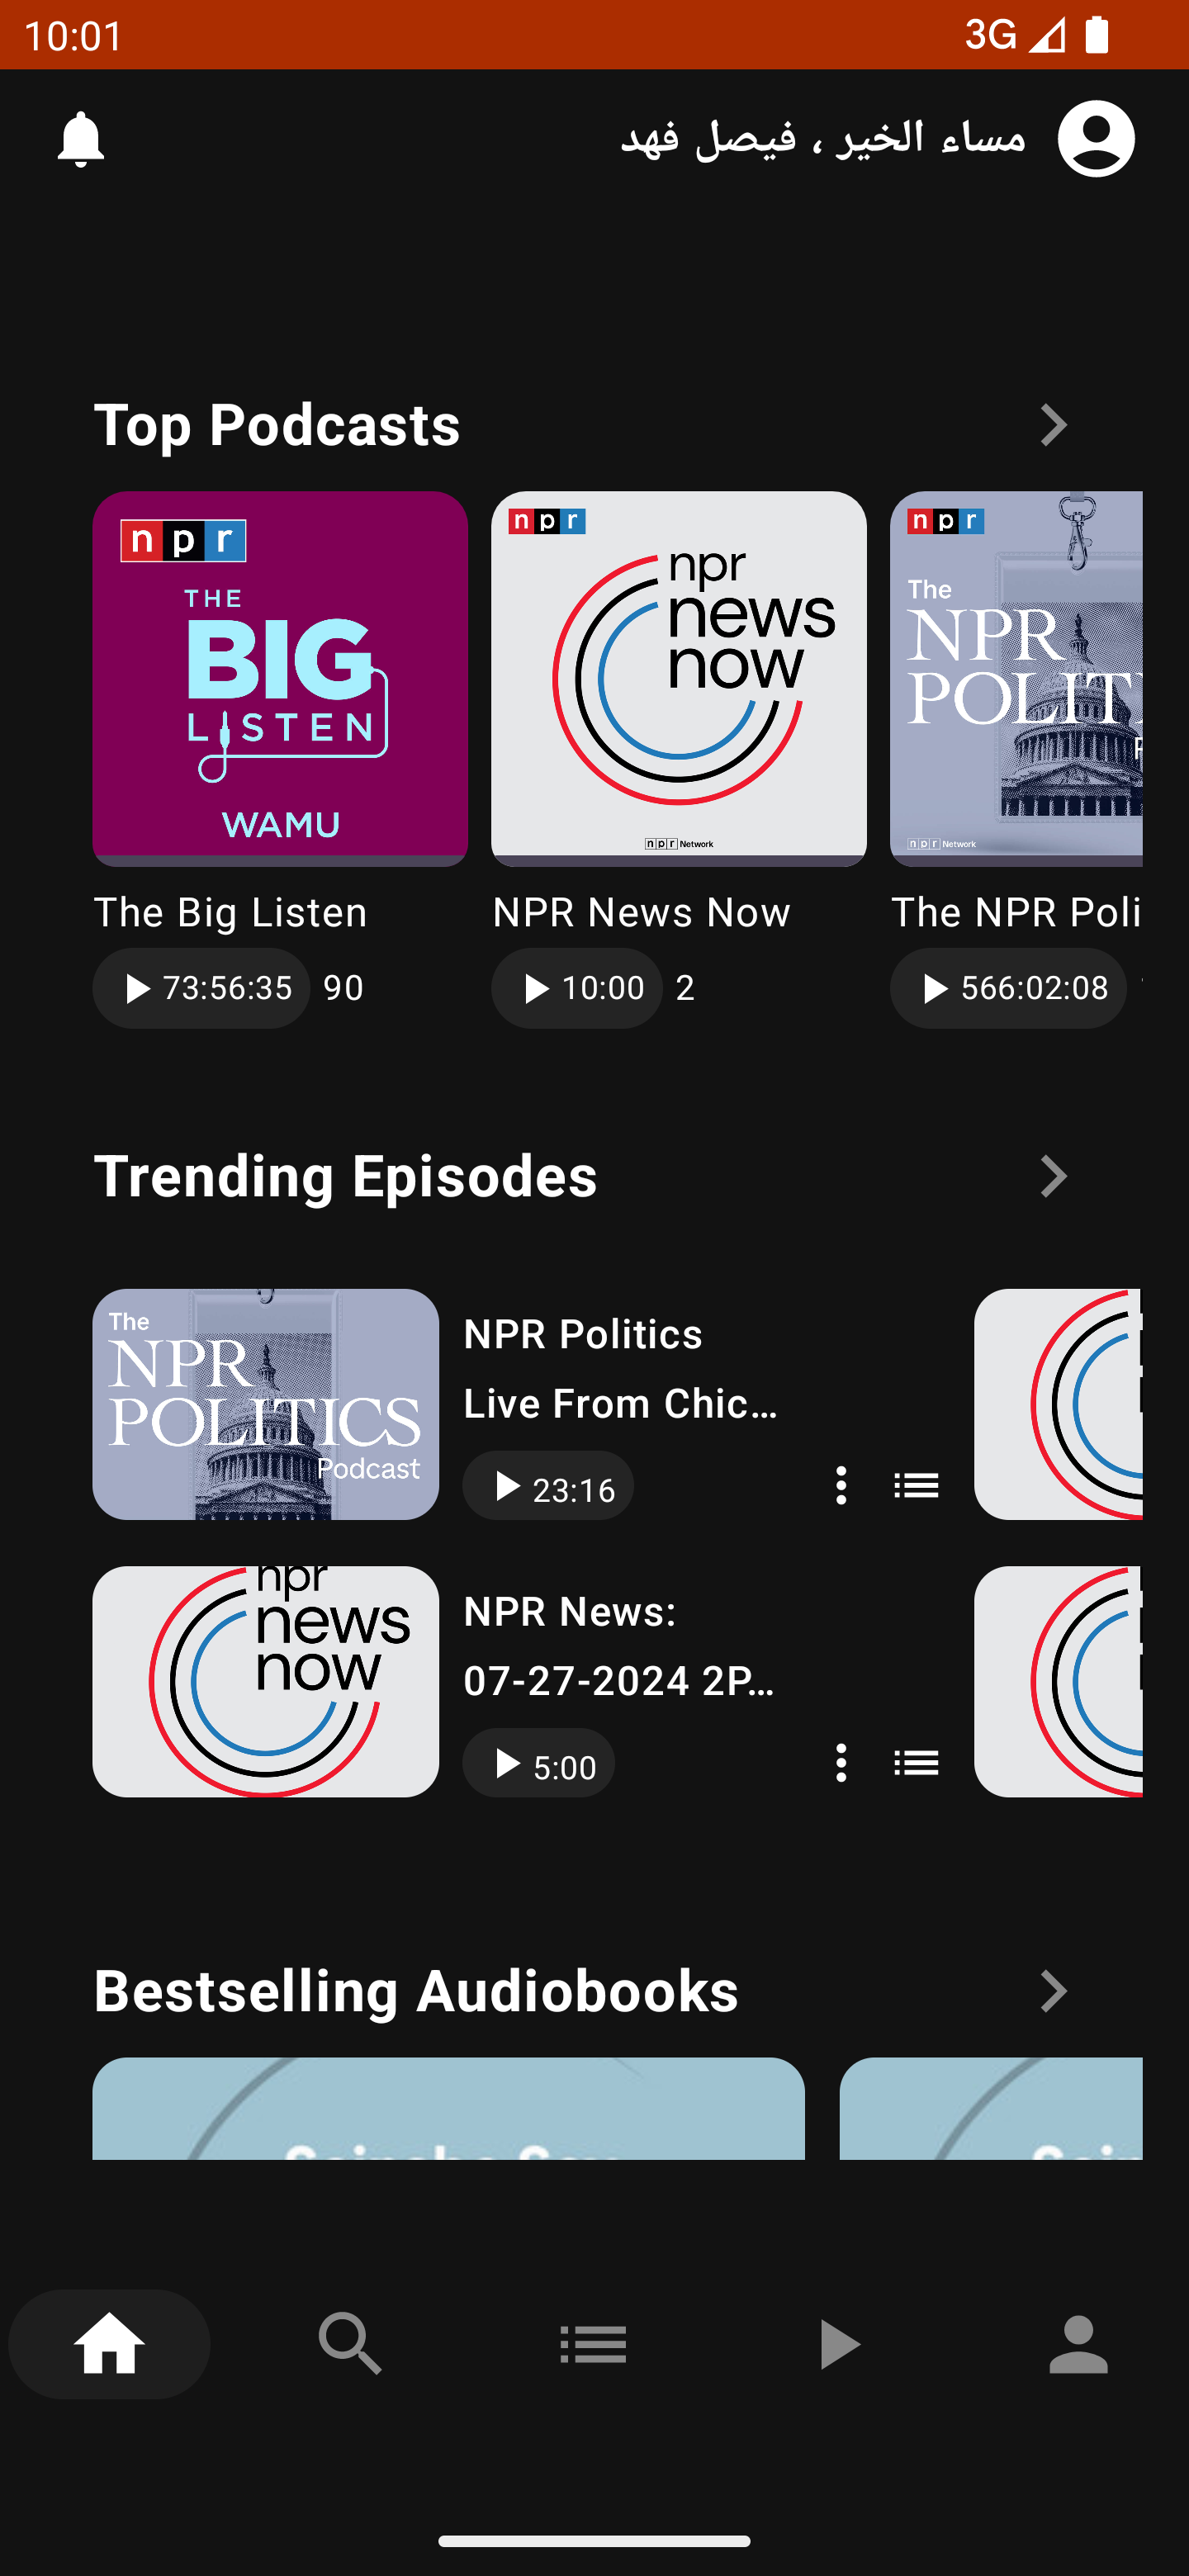 10:01 3G
مساء الخير ، فيصل فهد
Top Podcasts
npr
THE
BIG
LISTEN
WAMU
npr
npr
news
now
npr Network
npr
The
NPR
npr Network
The Big Listen
NPR News Now
The NPR
73:56:35 90
10:00 2
566:02:08
Trending Episodes
The
NPR
POLITICS
Podcast
NPR Politics
Live From Chic…
23:16
npr
news
now
NPR News:
07-27-2024 2P…
5:00
Bestselling Audiobooks